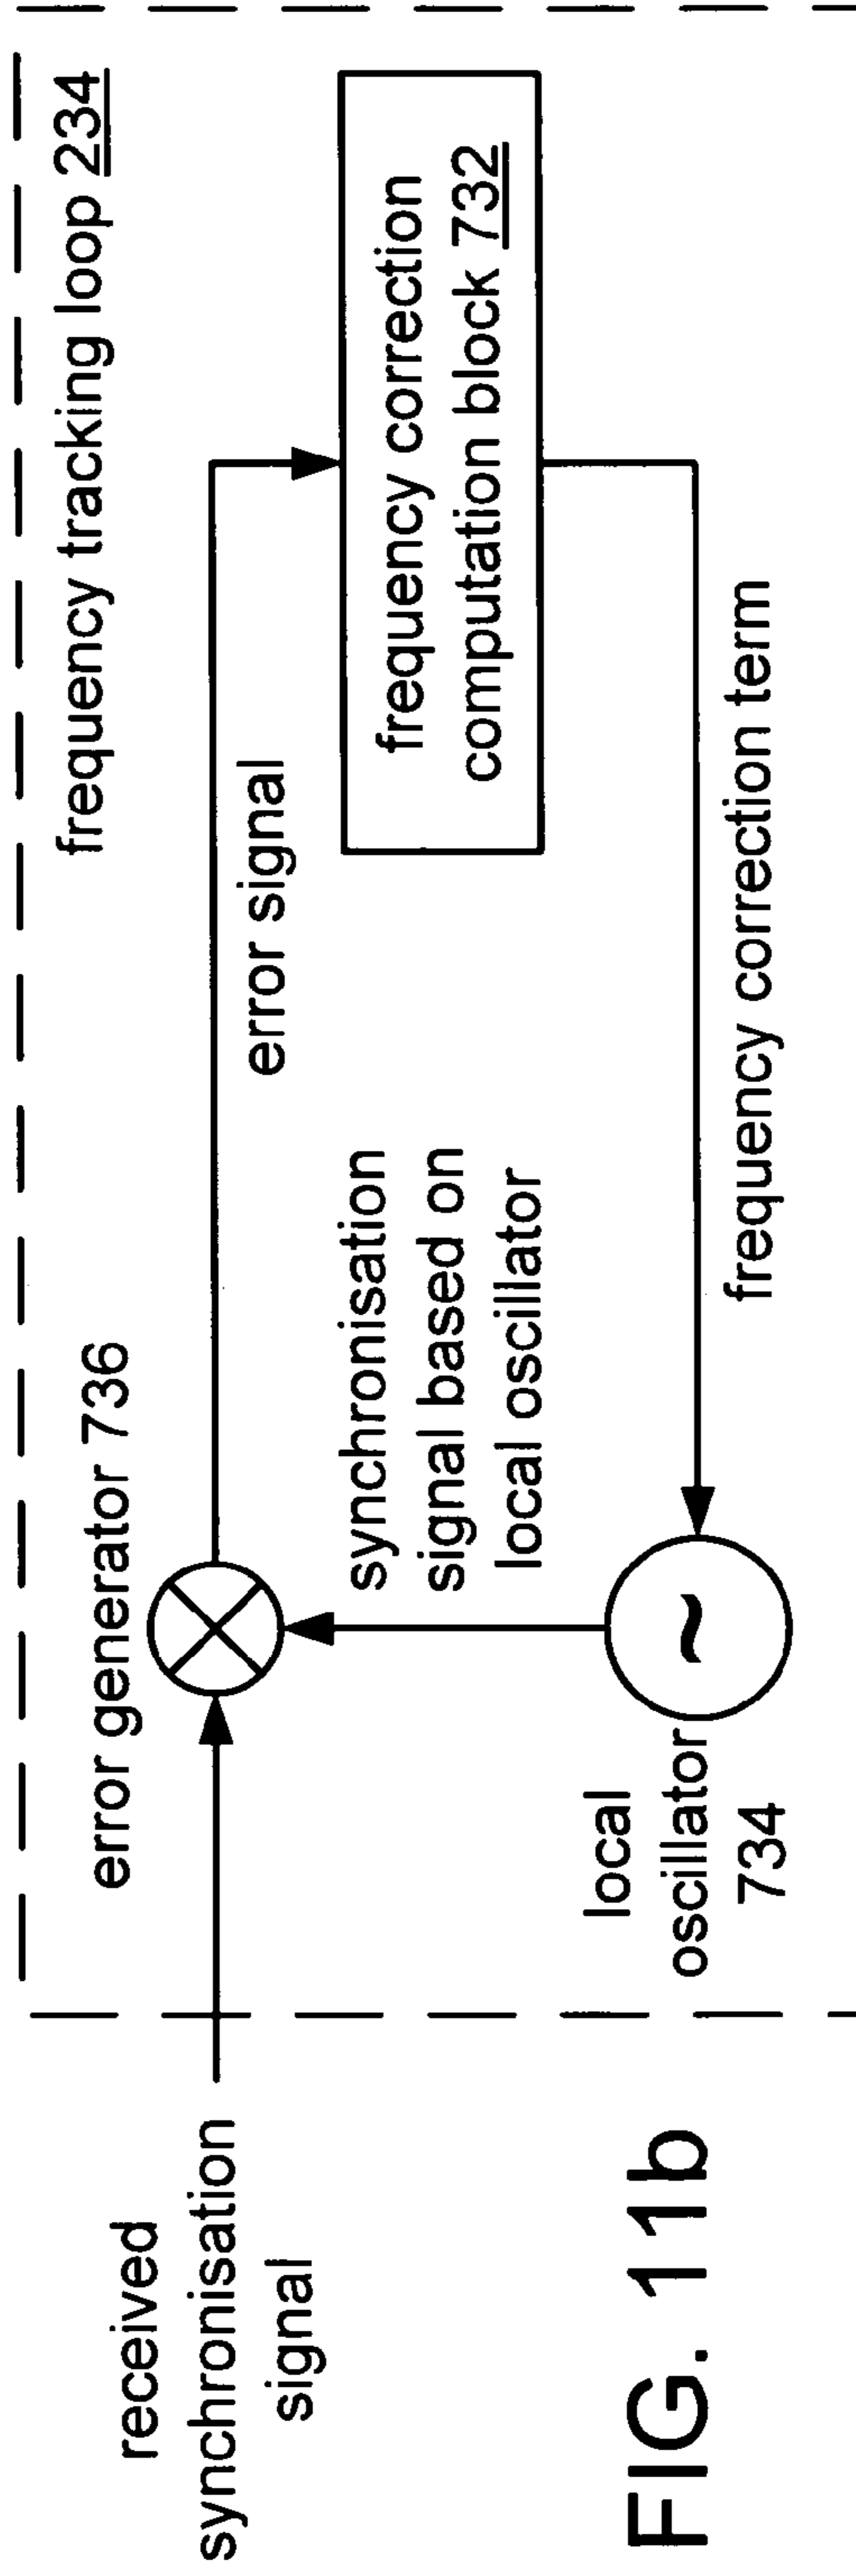 frequency tracking loop 234
error generator 736
received
synchronisation
signal
error signal
synchronisation
signal based on
local oscillator
frequency correction
computation block 732
local
oscillator
734
~
frequency correction term
FIG. 11b